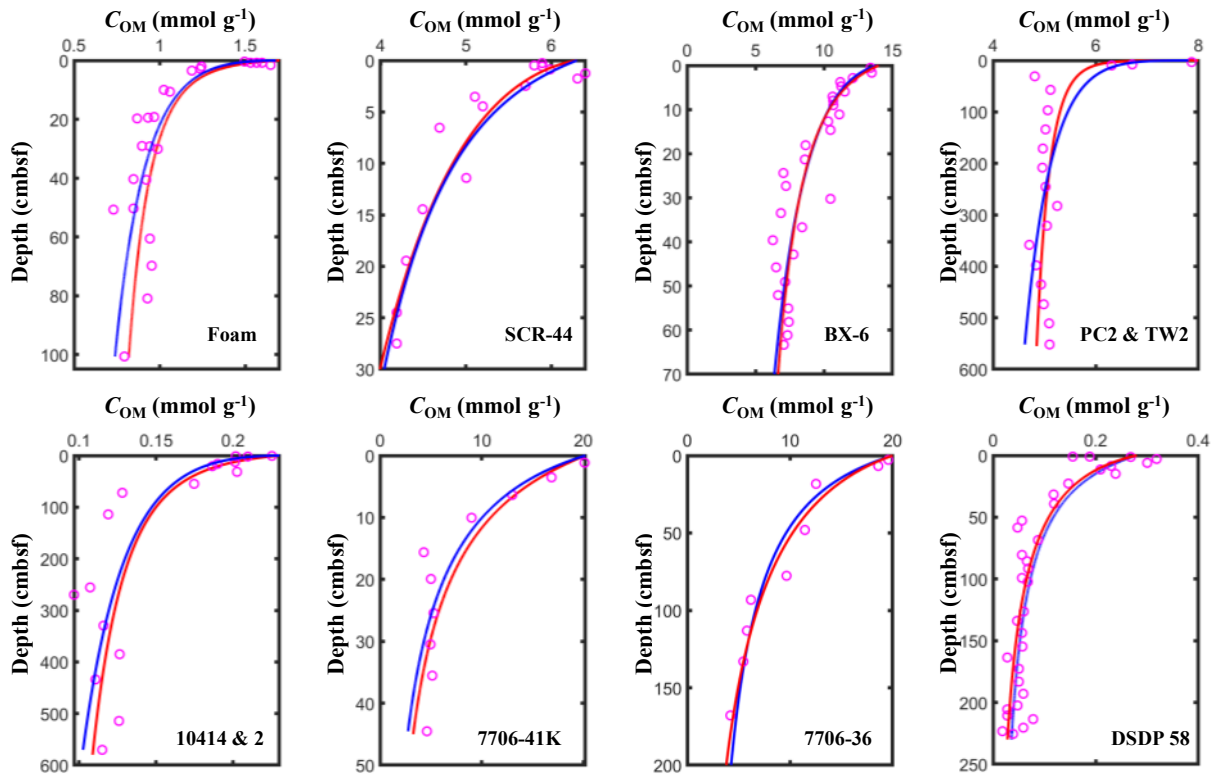 C_OM (mmol g⁻¹) C_OM (mmol g⁻¹) C_OM (mmol g⁻¹) C_OM (mmol g⁻¹)
0.5 1 1.5 4 5 6 0 5 10 15 4 6 8
Depth (cmbsf)
0
20
40
60
80
100
Foam
Depth (cmbsf)
0
5
10
15
20
25
30
SCR-44
Depth (cmbsf)
0
10
20
30
40
50
60
70
BX-6
Depth (cmbsf)
0
100
200
300
400
500
600
PC2 & TW2
C_OM (mmol g⁻¹) C_OM (mmol g⁻¹) C_OM (mmol g⁻¹) C_OM (mmol g⁻¹)
0.1 0.15 0.2 0 10 20 0 10 20 0 0.2 0.4
Depth (cmbsf)
0
100
200
300
400
500
600
10414 & 2
Depth (cmbsf)
0
10
20
30
40
50
7706-41K
Depth (cmbsf)
0
50
100
150
200
7706-36
Depth (cmbsf)
0
50
100
150
200
250
DSDP 58